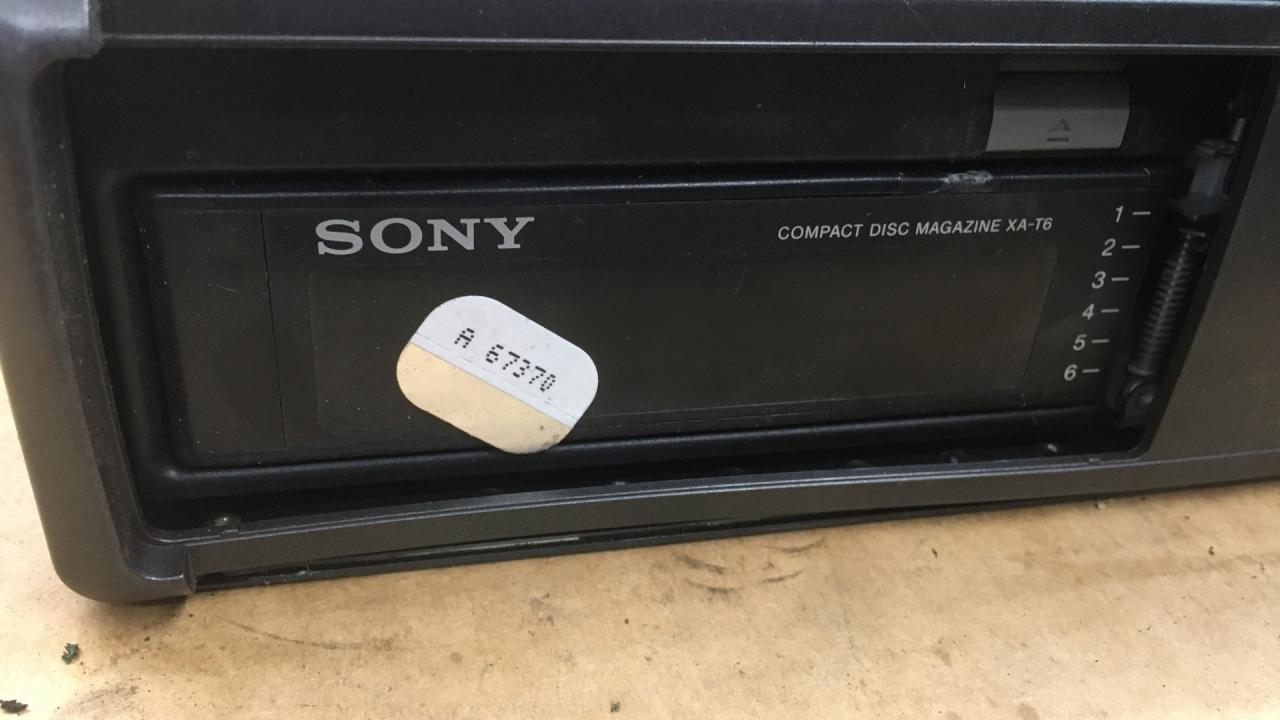 SONY
COMPACT DISC MAGAZINE XA-T6
1
2
3
4
5
6
A 67370